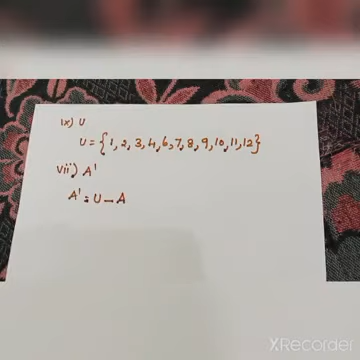 ix) U
U = {1, 2, 3, 4, 6, 7, 8, 9, 10, 11, 12}
vii) A'
A' = U - A
XRecorder